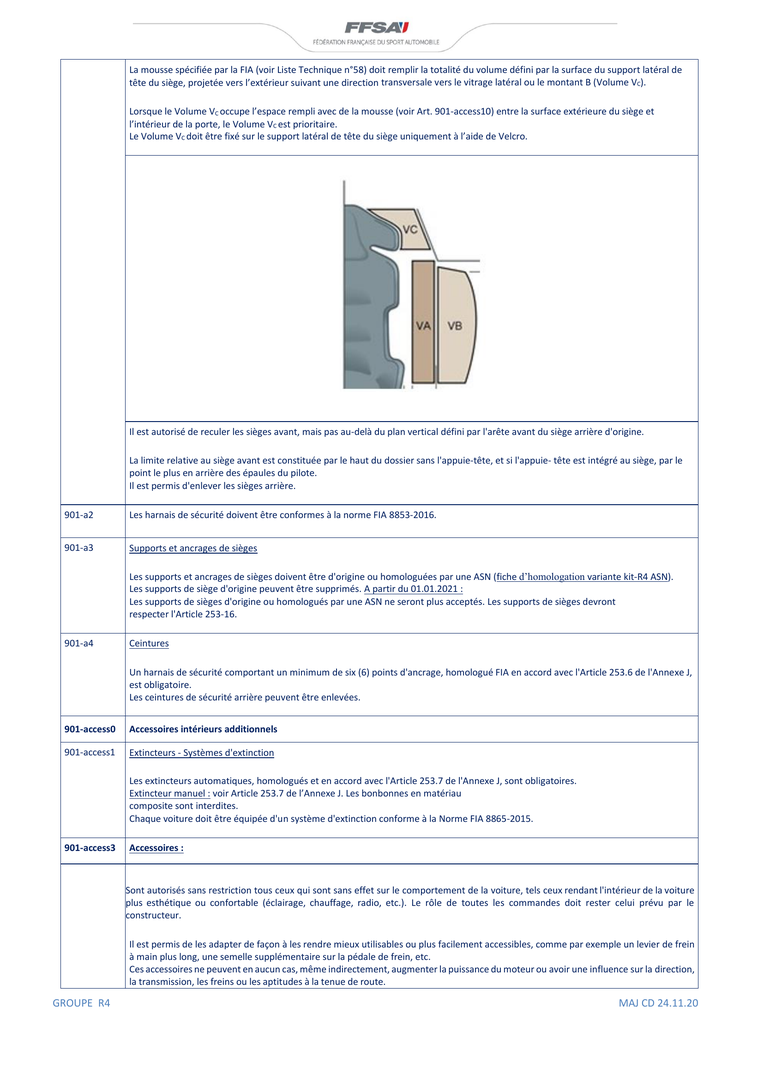 FFSA
FÉDÉRATION FRANÇAISE DU SPORT AUTOMOBILE
La mousse spécifiée par la FIA (voir Liste Technique n°58) doit remplir la totalité du volume défini par la surface du support latéral de
tête du siège, projetée vers l'extérieur suivant une direction transversale vers le vitrage latéral ou le montant B (Volume VC).
Lorsque le Volume VC occupe l'espace rempli avec de la mousse (voir Art. 901-access10) entre la surface extérieure du siège et
l'intérieur de la porte, le Volume VC est prioritaire.
Le Volume VC doit être fixé sur le support latéral de tête du siège uniquement à l'aide de Velcro.
VC
VA VB
Il est autorisé de reculer les sièges avant, mais pas au-delà du plan vertical défini par l'arête avant du siège arrière d'origine.
La limite relative au siège avant est constituée par le haut du dossier sans l'appuie-tête, et si l'appuie- tête est intégré au siège, par le
point le plus en arrière des épaules du pilote.
Il est permis d'enlever les sièges arrière.
901-a2 Les harnais de sécurité doivent être conformes à la norme FIA 8853-2016.
901-a3 Supports et ancrages de sièges
Les supports et ancrages de sièges doivent être d'origine ou homologuées par une ASN (fiche d'homologation variante kit-R4 ASN).
Les supports de siège d'origine peuvent être supprimés. A partir du 01.01.2021 :
Les supports de sièges d'origine ou homologués par une ASN ne seront plus acceptés. Les supports de sièges devront
respecter l'Article 253-16.
901-a4 Ceintures
Un harnais de sécurité comportant un minimum de six (6) points d'ancrage, homologué FIA en accord avec l'Article 253.6 de l'Annexe J,
est obligatoire.
Les ceintures de sécurité arrière peuvent être enlevées.
901-access0 Accessoires intérieurs additionnels
901-access1 Extincteurs - Systèmes d'extinction
Les extincteurs automatiques, homologués et en accord avec l'Article 253.7 de l'Annexe J, sont obligatoires.
Extincteur manuel : voir Article 253.7 de l'Annexe J. Les bonbonnes en matériau
composite sont interdites.
Chaque voiture doit être équipée d'un système d'extinction conforme à la Norme FIA 8865-2015.
901-access3 Accessoires :
Sont autorisés sans restriction tous ceux qui sont sans effet sur le comportement de la voiture, tels ceux rendant l'intérieur de la voiture
plus esthétique ou confortable (éclairage, chauffage, radio, etc.). Le rôle de toutes les commandes doit rester celui prévu par le
constructeur.
Il est permis de les adapter de façon à les rendre mieux utilisables ou plus facilement accessibles, comme par exemple un levier de frein
à main plus long, une semelle supplémentaire sur la pédale de frein, etc.
Ces accessoires ne peuvent en aucun cas, même indirectement, augmenter la puissance du moteur ou avoir une influence sur la direction,
la transmission, les freins ou les aptitudes à la tenue de route.
GROUPE R4 MAJ CD 24.11.20